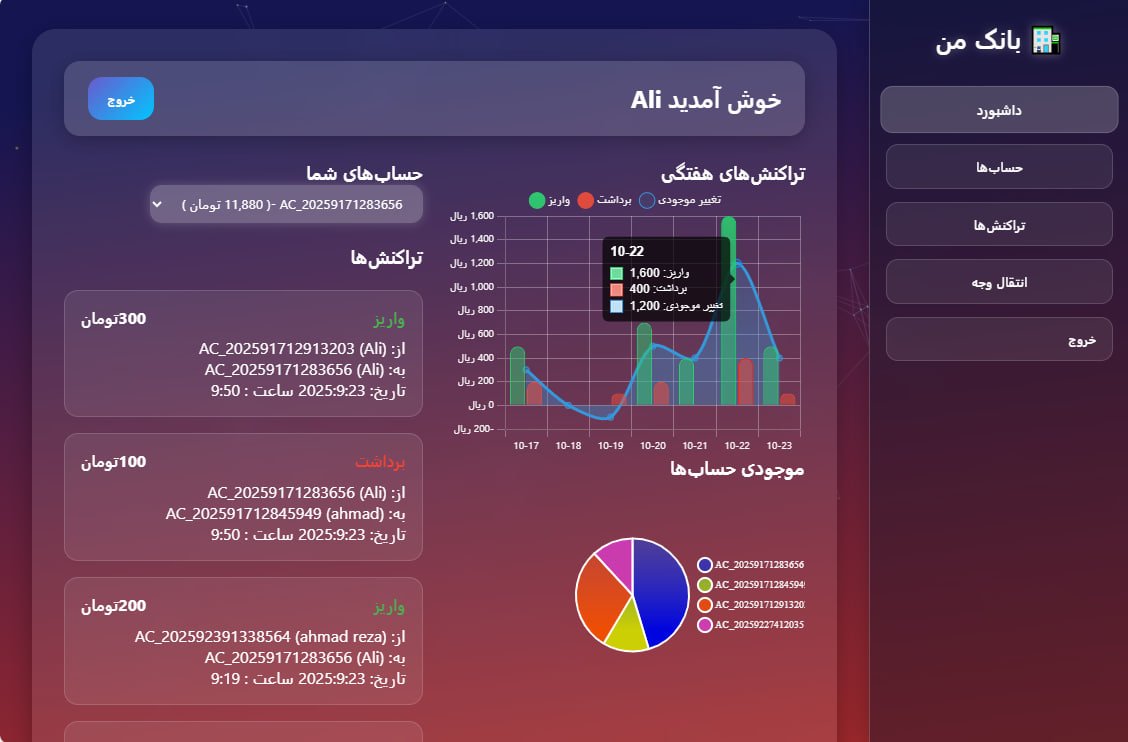 بانک من
داشبورد
حساب‌ها
تراکنش‌ها
انتقال وجه
خروج
خوش آمدید Ali
خروج
تراکنش‌های هفتگی
تغییر موجودی برداشت واریز
1,600 ریال
1,400 ریال
1,200 ریال
1,000 ریال
800 ریال
600 ریال
400 ریال
200 ریال
0 ریال
-200 ریال
10-22
واریز: 1,600
برداشت: 400
تغییر موجودی: 1,200
10-17 10-18 10-19 10-20 10-21 10-22 10-23
موجودی حساب‌ها
AC_20259171283656
AC_2025917128459
AC_2025917129132
AC_20259227412035
حساب‌های شما
AC_20259171283656 -( 11,880 تومان )
تراکنش‌ها
واریز 300تومان
از: AC_202591712913203 (Ali)
به: AC_20259171283656 (Ali)
تاریخ: 2025:9:23 ساعت : 9:50
برداشت 100تومان
از: AC_20259171283656 (Ali)
به: AC_202591712845949 (ahmad)
تاریخ: 2025:9:23 ساعت : 9:50
واریز 200تومان
از: AC_202592391338564 (ahmad reza)
به: AC_20259171283656 (Ali)
تاریخ: 2025:9:23 ساعت : 9:19